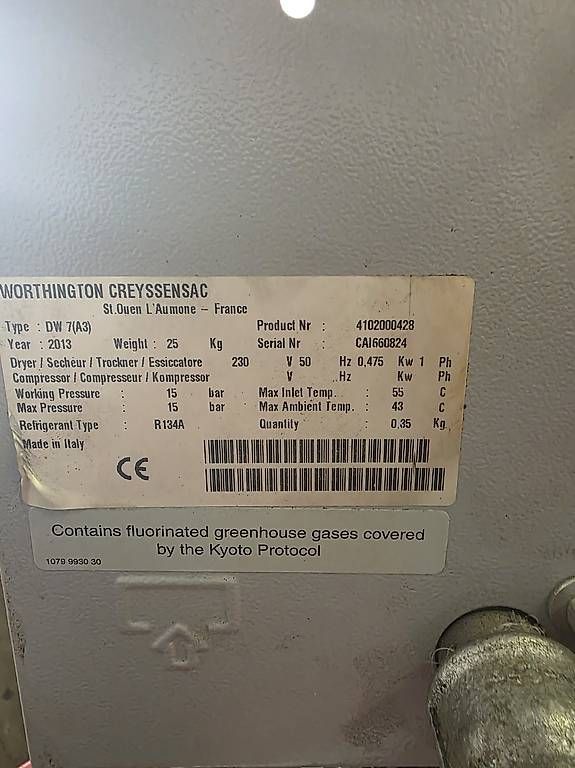 WORTHINGTON CREYSSENSAC
St.Ouen L'Aumone – France
Type : DW 7(A3) Product Nr : 4102000428
Year : 2013 Weight : 25 Kg Serial Nr : CAI660824
Dryer / Secheur / Trockner / Essiccatore 230 V 50 Hz 0,475 Kw 1 Ph
Compressor / Compresseur / Kompressor V Hz Kw Ph
Working Pressure : 15 bar Max Inlet Temp. : 55 C
Max Pressure : 15 bar Max Ambient Temp. : 43 C
Refrigerant Type : R134A Quantity : 0,35 Kg
Made in Italy
CE
Contains fluorinated greenhouse gases covered
by the Kyoto Protocol
1079 9930 30